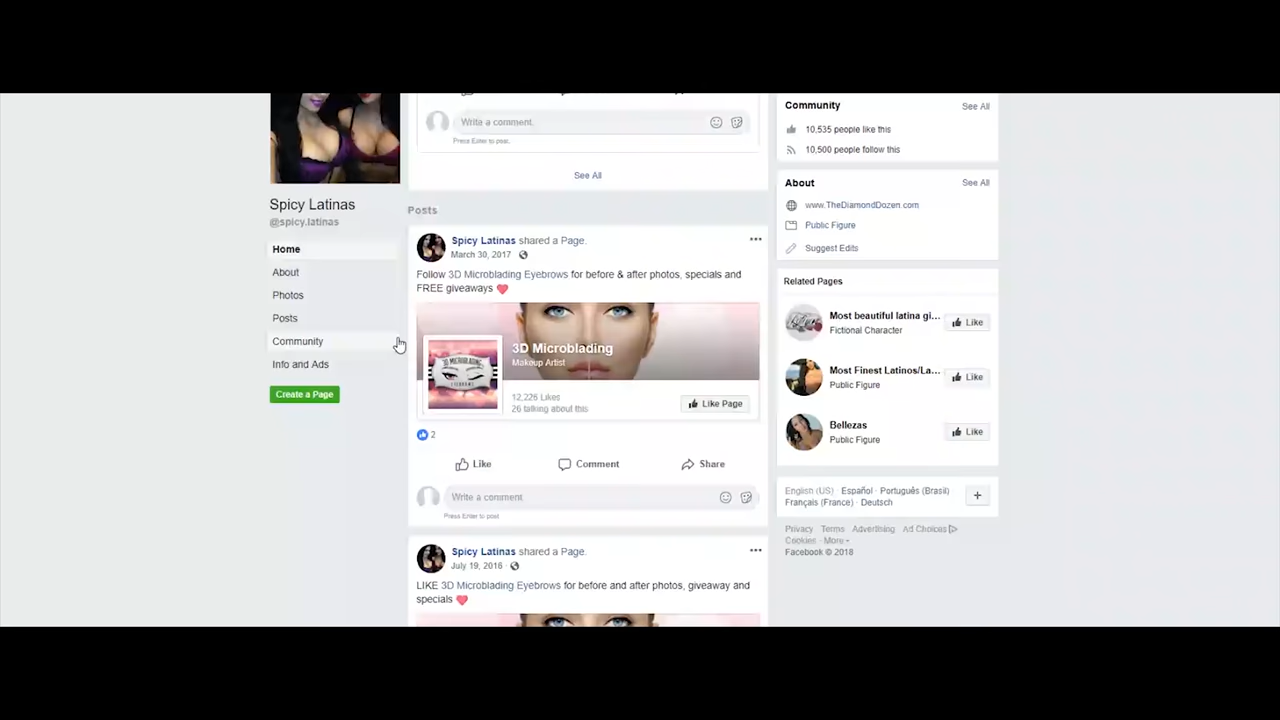 Spicy Latinas
@spicy.latinas
Home
About
Photos
Posts
Community
Info and Ads
Create a Page
Write a comment
Press Enter to post.
See All
Posts
Spicy Latinas shared a Page.
March 30, 2017
Follow 3D Microblading Eyebrows for before & after photos, specials and
FREE giveaways
3D MICROBLADING
3D Microblading
Makeup Artist
12,226 Likes
26 talking about this
Like Page
2
Like
Comment
Share
Write a comment
Press Enter to post
Spicy Latinas shared a Page.
July 19, 2016
LIKE 3D Microblading Eyebrows for before and after photos, giveaway and
specials
Community
See All
10,535 people like this
10,500 people follow this
About
See All
www.TheDiamondDozen.com
Public Figure
Suggest Edits
Related Pages
Most beautiful latina gi...
Fictional Character
Like
Most Finest Latinos/La...
Public Figure
Like
Bellezas
Public Figure
Like
English (US) · Español · Português (Brasil)
Français (France) · Deutsch
+
Privacy Terms Advertising Ad Choices
Cookies · More
Facebook © 2018